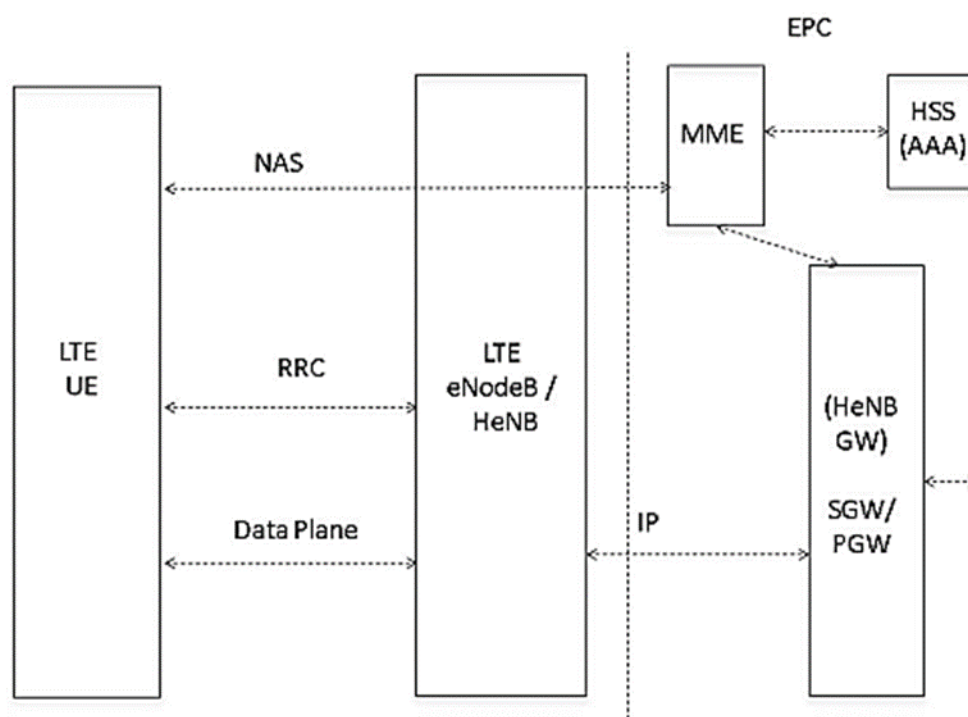 EPC
MME
HSS
(AAA)
NAS
LTE
UE
RRC
LTE
eNodeB /
HeNB
(HeNB
GW)
SGW/
PGW
Data Plane
IP